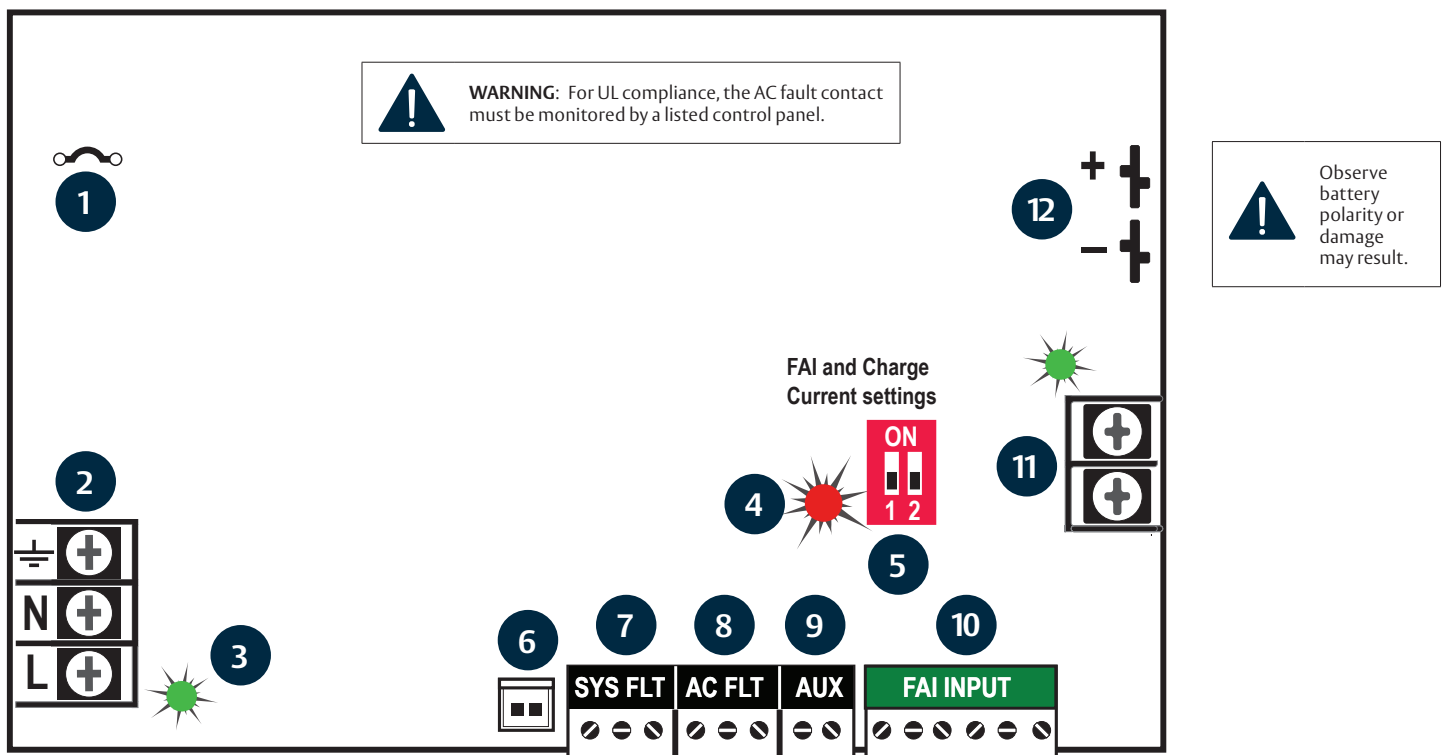 WARNING: For UL compliance, the AC fault contact
must be monitored by a listed control panel.
1
+
12
−
Observe
battery
polarity or
damage
may result.
FAI and Charge
Current settings
ON
1 2
4
5
11
2
N
L
3
6
7
8
9
10
SYS FLT
AC FLT
AUX
FAI INPUT